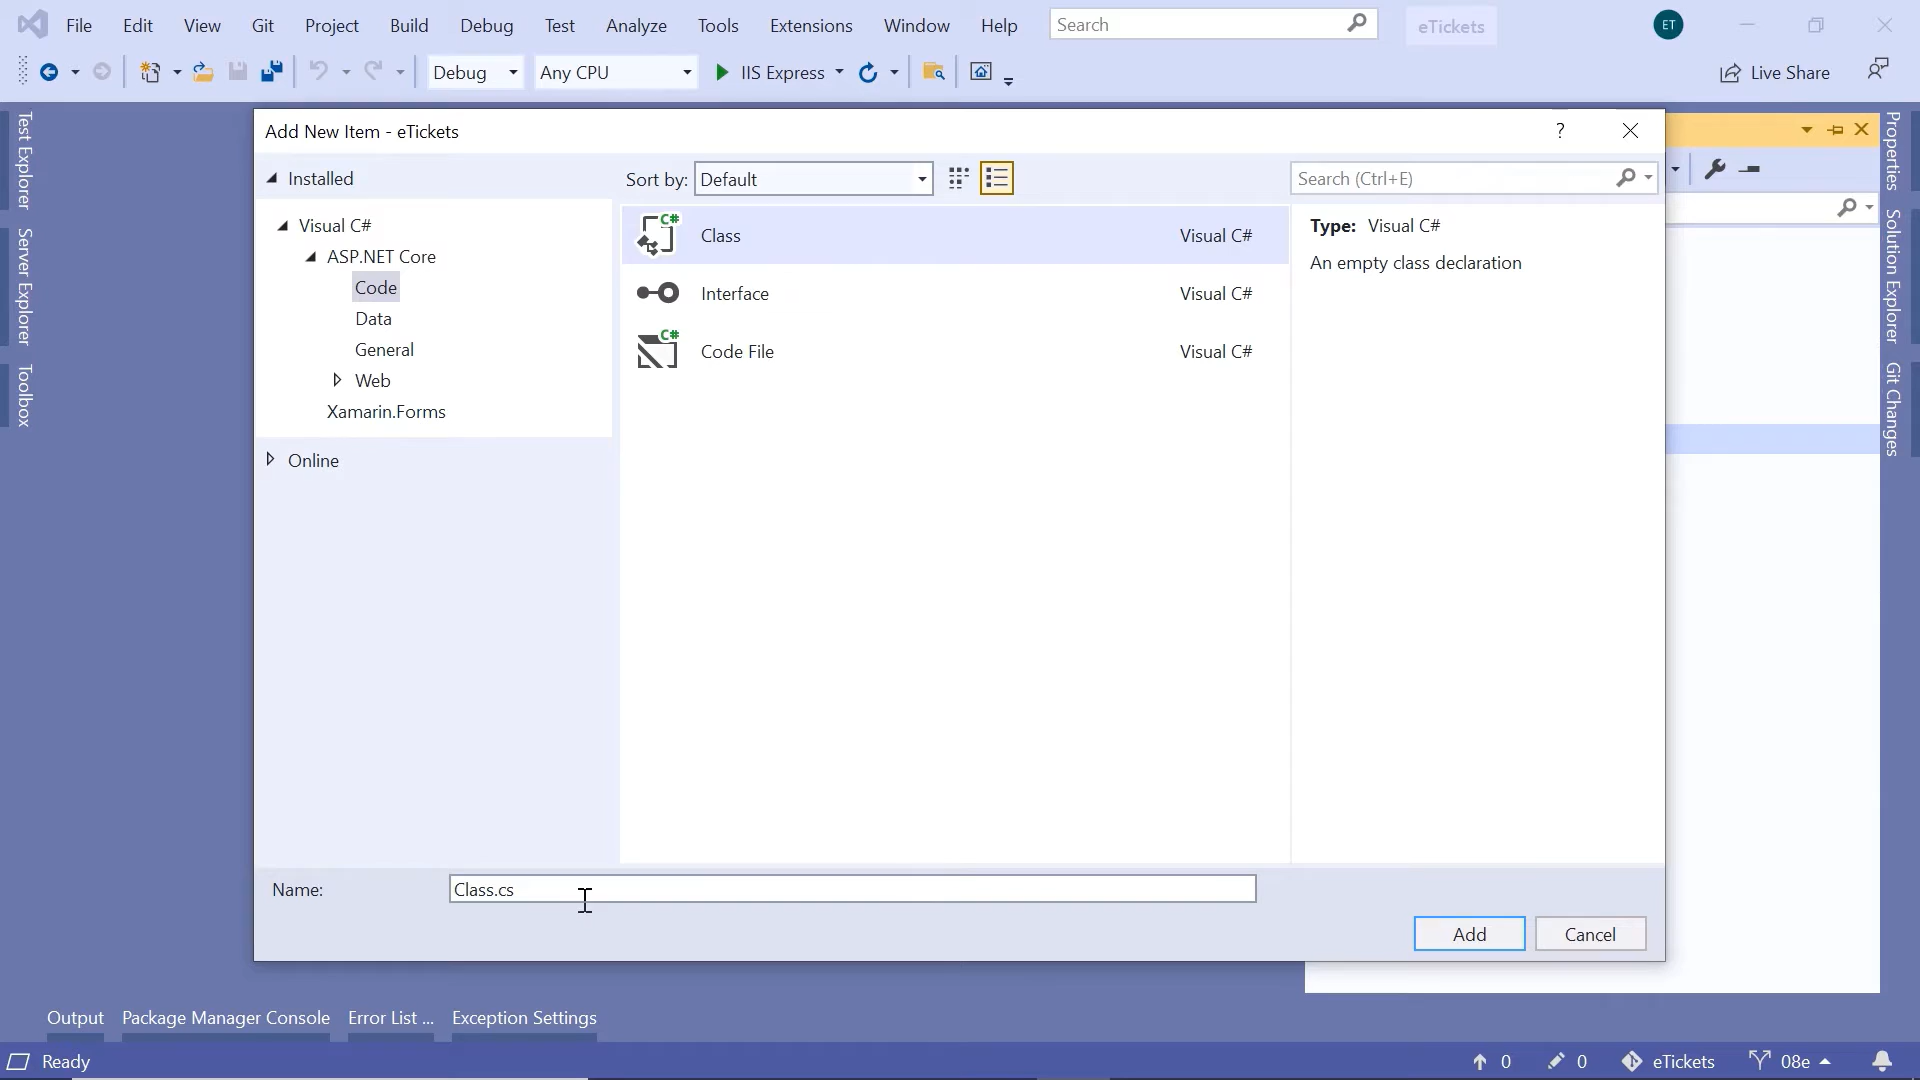 File Edit View Git Project Build Debug Test Analyze Tools Extensions Window Help Search eTickets ET
Debug Any CPU IIS Express Live Share
Test Explorer
Server Explorer
Toolbox
Add New Item - eTickets ?
Installed
Visual C#
ASP.NET Core
Code
Data
General
Web
Xamarin.Forms
Online
Sort by: Default
Search (Ctrl+E)
C# Class Visual C#
Interface Visual C#
C# Code File Visual C#
Type: Visual C#
An empty class declaration
Name: Class.cs
Add Cancel
Properties
Solution Explorer
Git Changes
Output Package Manager Console Error List ... Exception Settings
Ready 0 0 eTickets 08e